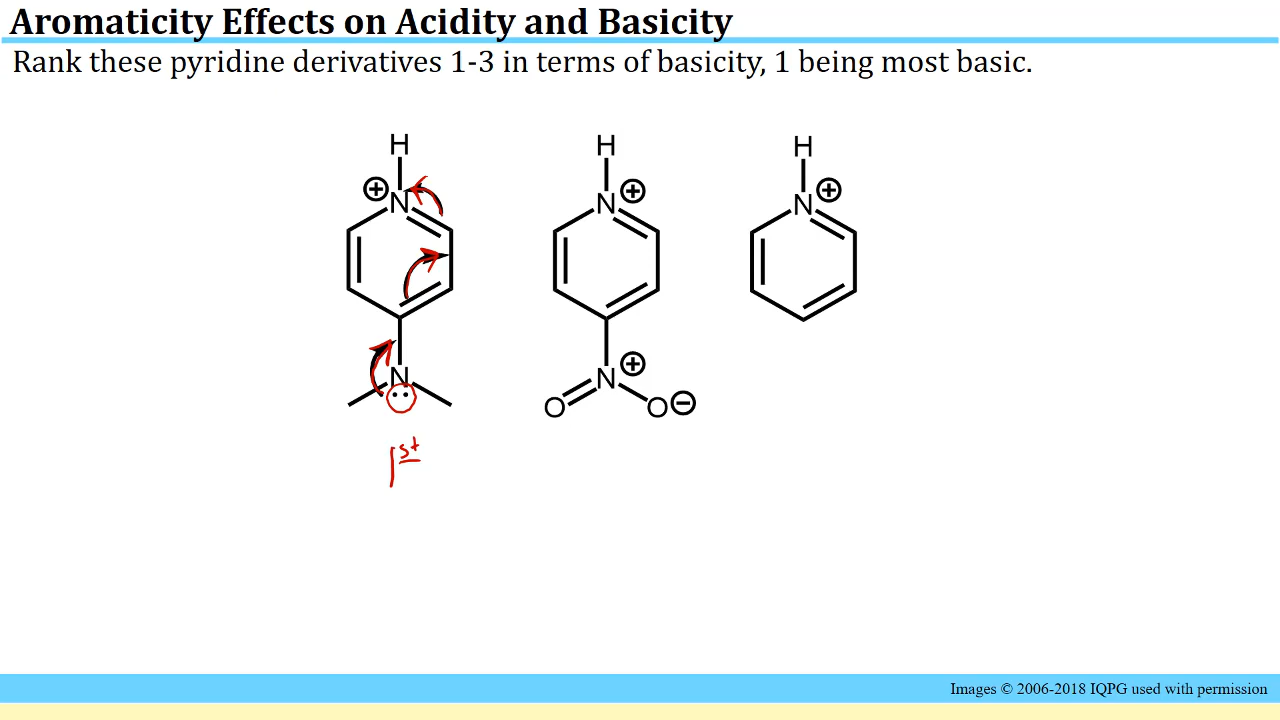 Aromaticity Effects on Acidity and Basicity
Rank these pyridine derivatives 1-3 in terms of basicity, 1 being most basic.
H H H
⊕ N N ⊕ N ⊕
N N ⊕
O O ⊖
1st
Images © 2006-2018 IQPG used with permission